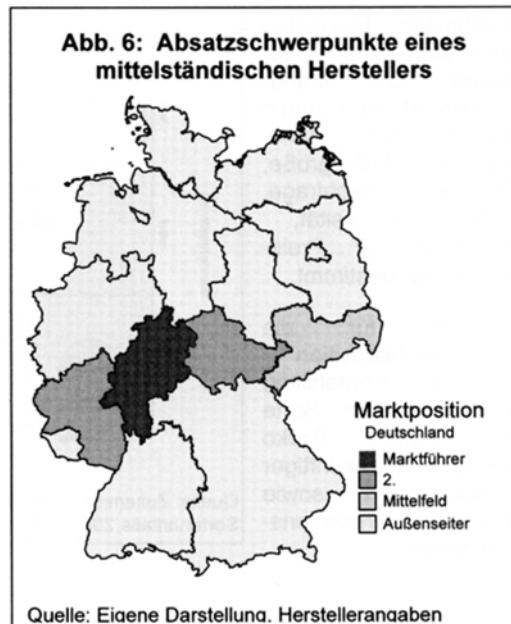 Abb. 6: Absatzschwerpunkte eines
mittelständischen Herstellers
Marktposition
Deutschland
Marktführer
2.
Mittelfeld
Außenseiter
Quelle: Eigene Darstellung, Herstellerangaben